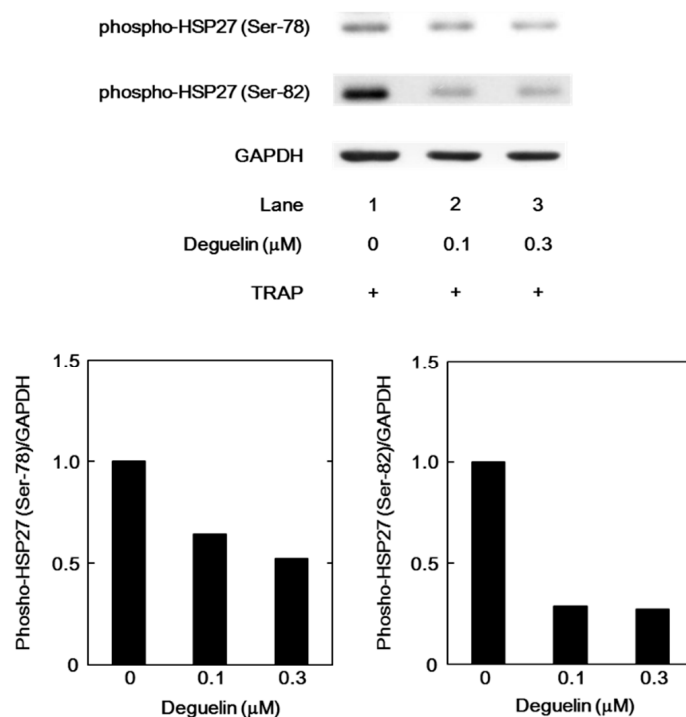 phospho-HSP27 (Ser-78)
phospho-HSP27 (Ser-82)
GAPDH
Lane 1 2 3
Deguelin (μM) 0 0.1 0.3
TRAP + + +
Phosho-HSP27 (Ser-78)/GAPDH
1.5
1.0
0.5
0
0 0.1 0.3
Deguelin (μM)
Phospho-HSP27 (Ser-82)/GAPDH
1.5
1.0
0.5
0
0 0.1 0.3
Deguelin (μM)